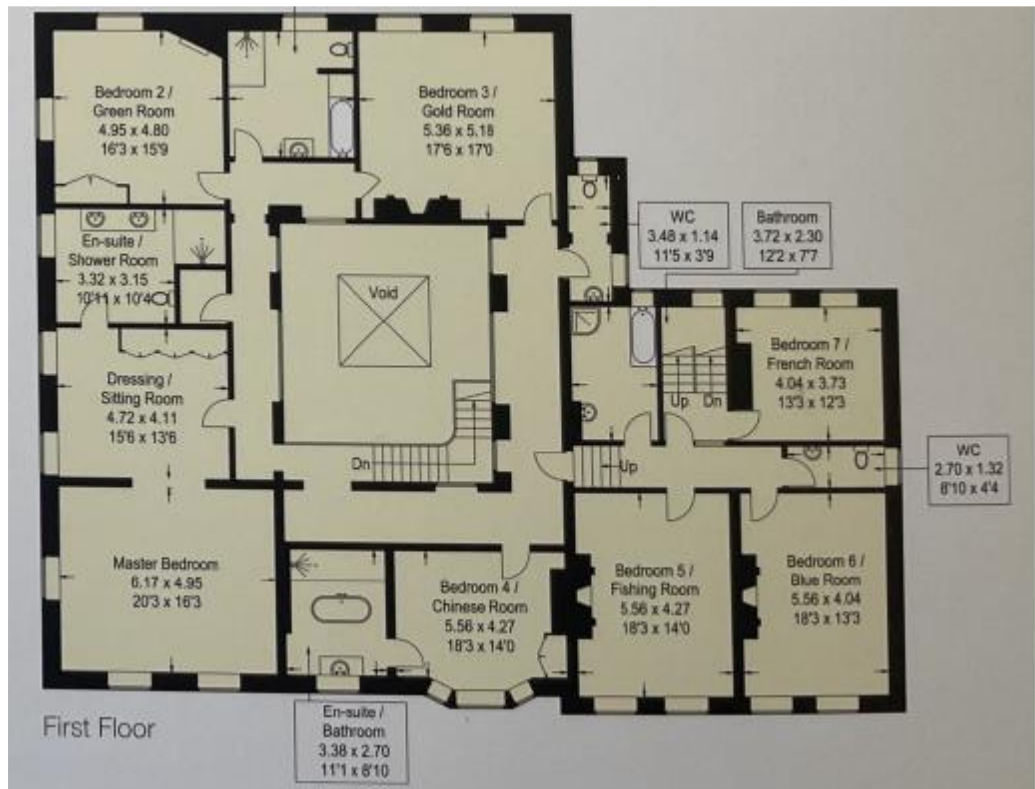 Bedroom 2 /
Green Room
4.95 x 4.80
16'3 x 15'9
Bedroom 3 /
Gold Room
5.36 x 5.18
17'6 x 17'0
WC
3.48 x 1.14
11'5 x 3'9
Bathroom
3.72 x 2.30
12'2 x 7'7
En-suite /
Shower Room
3.32 x 3.15
10'11 x 10'4
Void
Dressing /
Sitting Room
4.72 x 4.11
15'6 x 13'6
Bedroom 7 /
French Room
4.04 x 3.73
13'3 x 12'3
Up Dn
Dn
Up
WC
2.70 x 1.32
8'10 x 4'4
Master Bedroom
6.17 x 4.95
20'3 x 16'3
Bedroom 4 /
Chinese Room
5.56 x 4.27
18'3 x 14'0
Bedroom 5 /
Fishing Room
5.56 x 4.27
18'3 x 14'0
Bedroom 6 /
Blue Room
5.56 x 4.04
18'3 x 13'3
First Floor
En-suite /
Bathroom
3.38 x 2.70
11'1 x 8'10